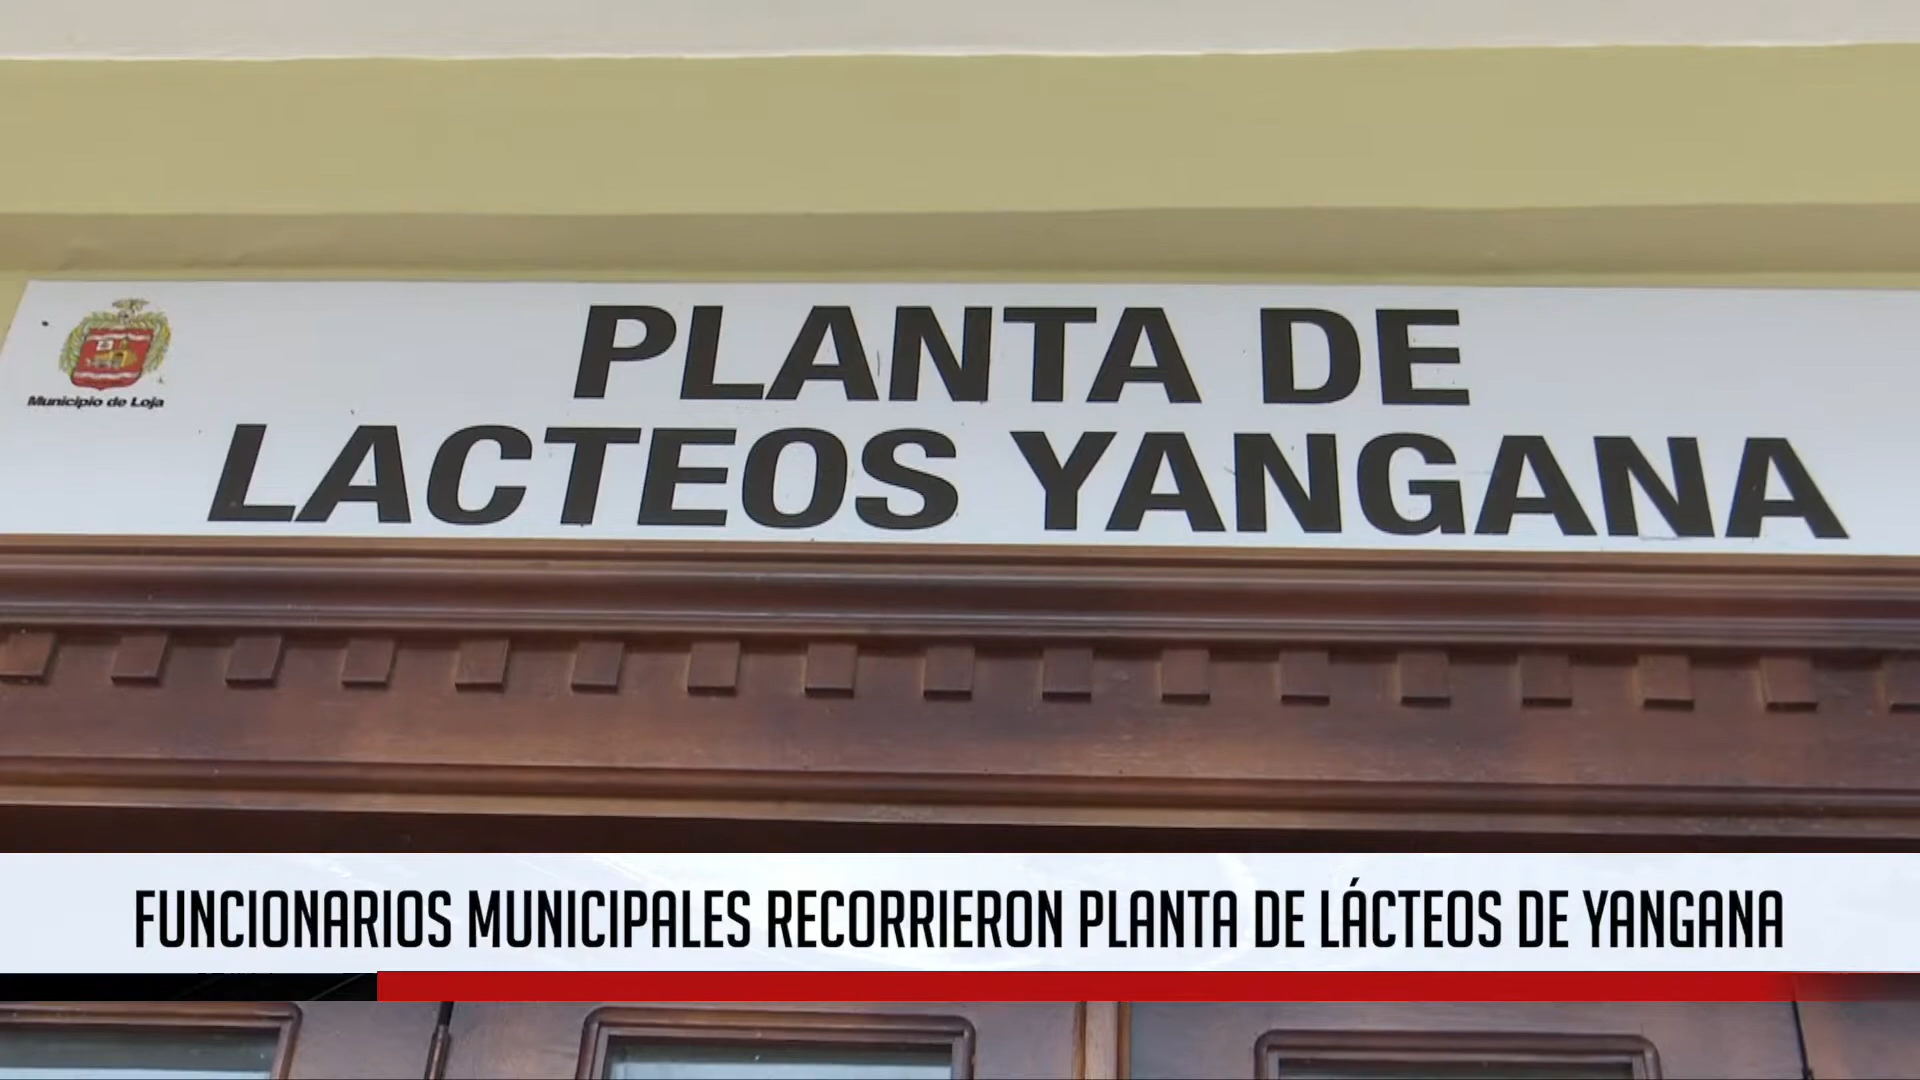 PLANTA DE
LACTEOS YANGANA
Municipio de Loja
FUNCIONARIOS MUNICIPALES RECORRIERON PLANTA DE LÁCTEOS DE YANGANA